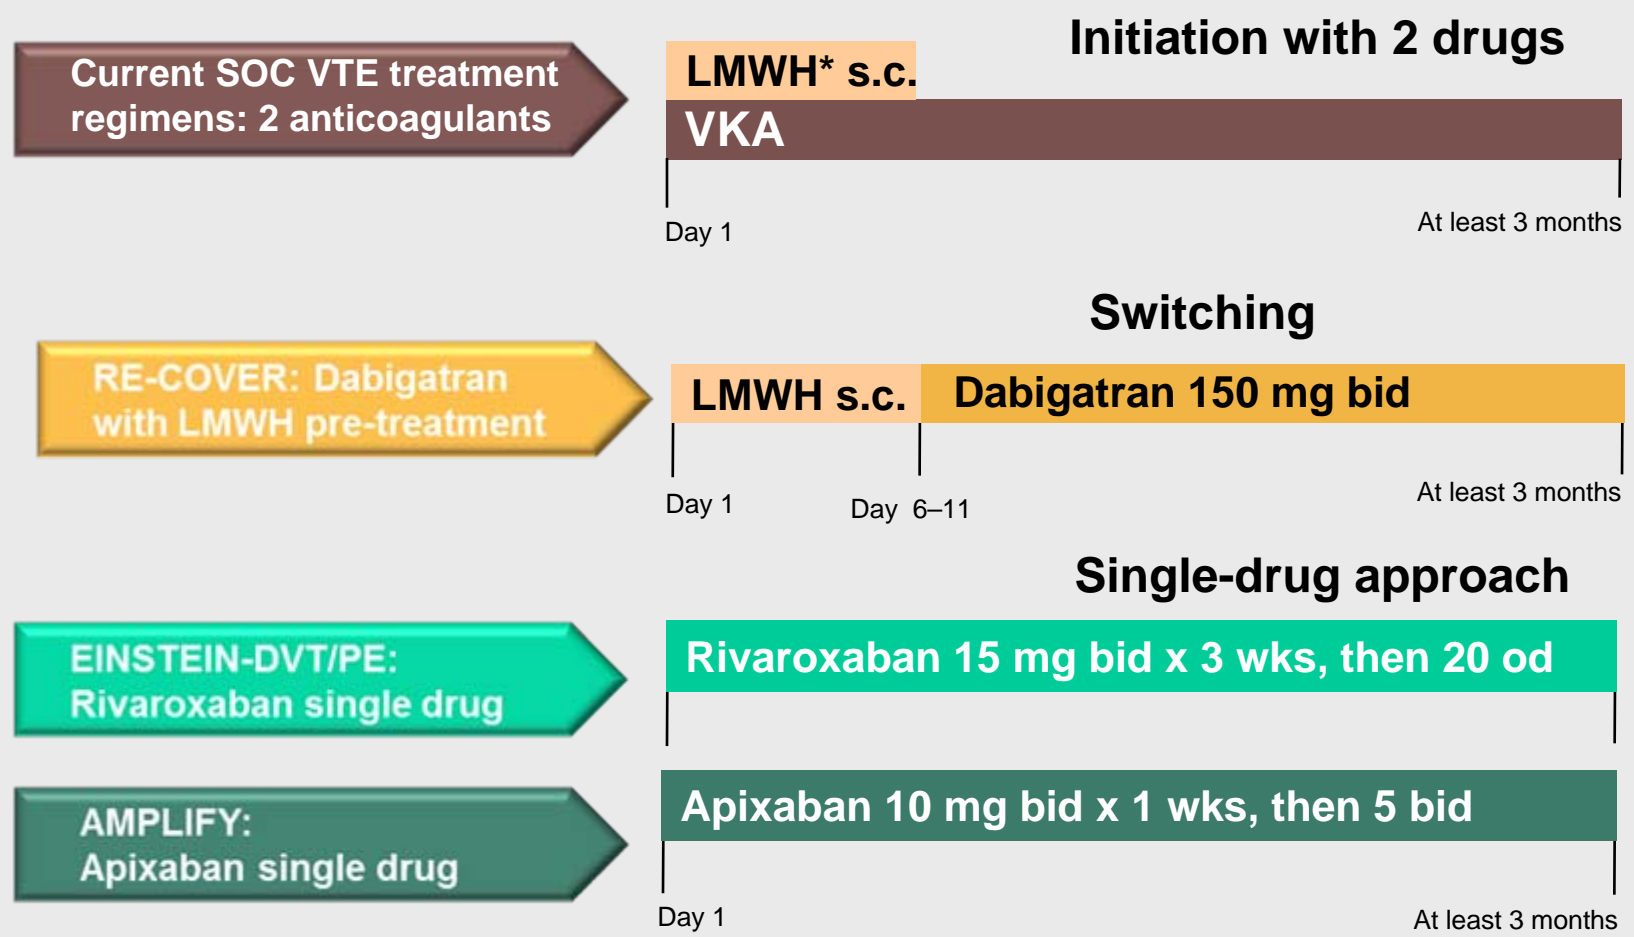 Initiation with 2 drugs
Current SOC VTE treatment
regimens: 2 anticoagulants
LMWH* s.c.
VKA
Day 1
At least 3 months
Switching
RE-COVER: Dabigatran
with LMWH pre-treatment
LMWH s.c.
Dabigatran 150 mg bid
Day 1
Day 6–11
At least 3 months
Single-drug approach
EINSTEIN-DVT/PE:
Rivaroxaban single drug
Rivaroxaban 15 mg bid x 3 wks, then 20 od
AMPLIFY:
Apixaban single drug
Apixaban 10 mg bid x 1 wks, then 5 bid
Day 1
At least 3 months